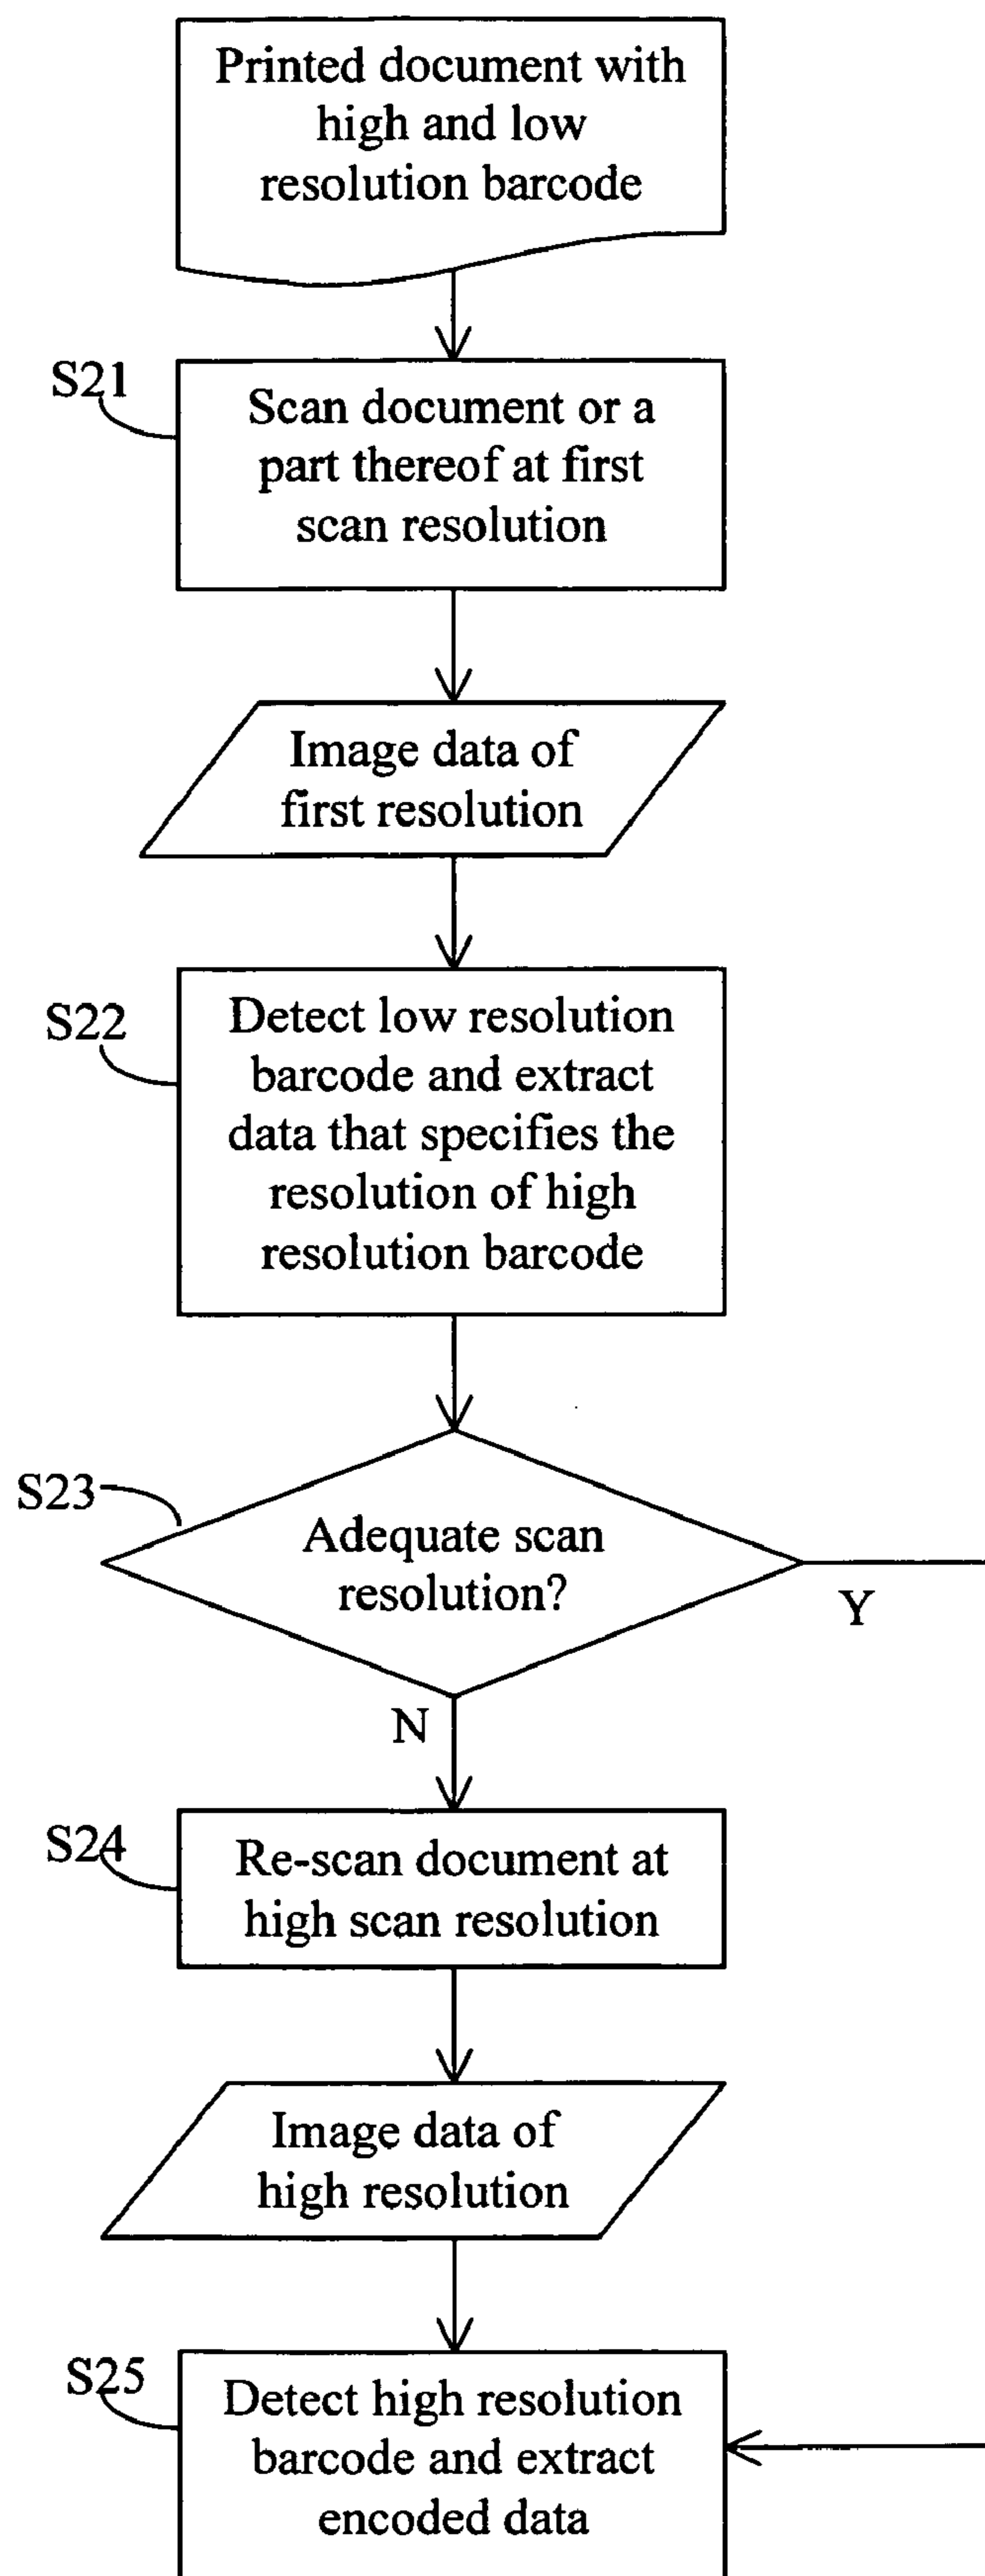 Printed document with
high and low
resolution barcode
S21
Scan document or a
part thereof at first
scan resolution
Image data of
first resolution
S22
Detect low resolution
barcode and extract
data that specifies the
resolution of high
resolution barcode
S23
Adequate scan
resolution?
Y
N
S24
Re-scan document at
high scan resolution
Image data of
high resolution
S25
Detect high resolution
barcode and extract
encoded data